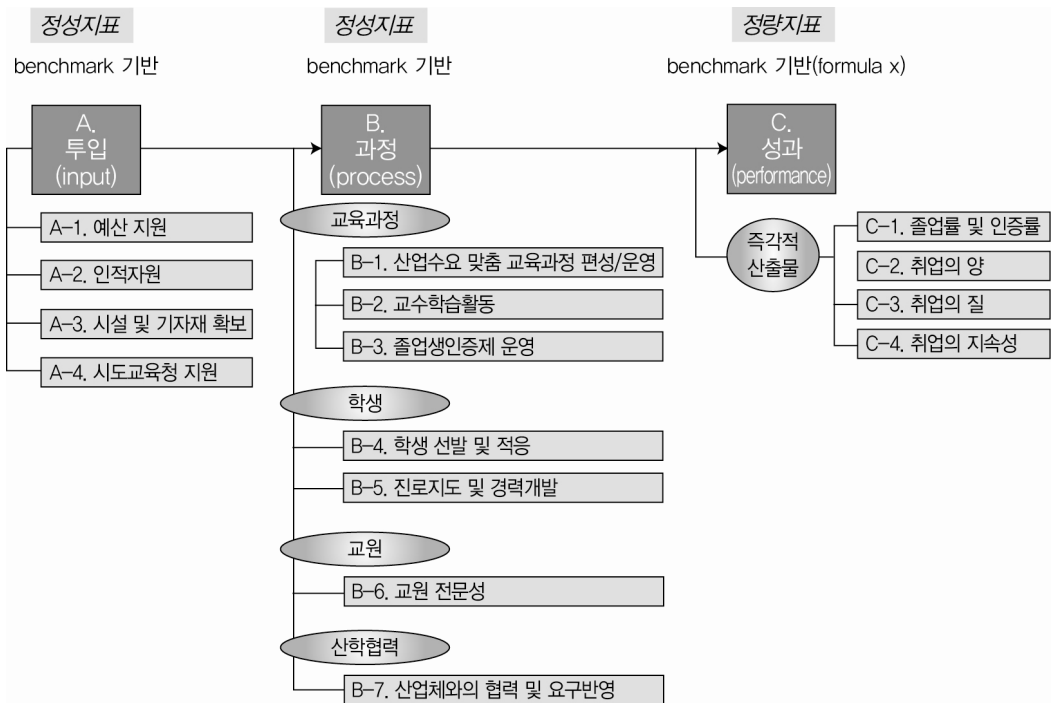 정성지표
benchmark 기반
A.
투입
(input)
A-1. 예산 지원
A-2. 인적자원
A-3. 시설 및 기자재 확보
A-4. 시도교육청 지원
정성지표
benchmark 기반
B.
과정
(process)
교육과정
B-1. 산업수요 맞춤 교육과정 편성/운영
B-2. 교수학습활동
B-3. 졸업생인증제 운영
학생
B-4. 학생 선발 및 적응
B-5. 진로지도 및 경력개발
교원
B-6. 교원 전문성
산학협력
B-7. 산업체와의 협력 및 요구반영
정량지표
benchmark 기반(formula x)
C.
성과
(performance)
즉각적
산출물
C-1. 졸업률 및 인증률
C-2. 취업의 양
C-3. 취업의 질
C-4. 취업의 지속성